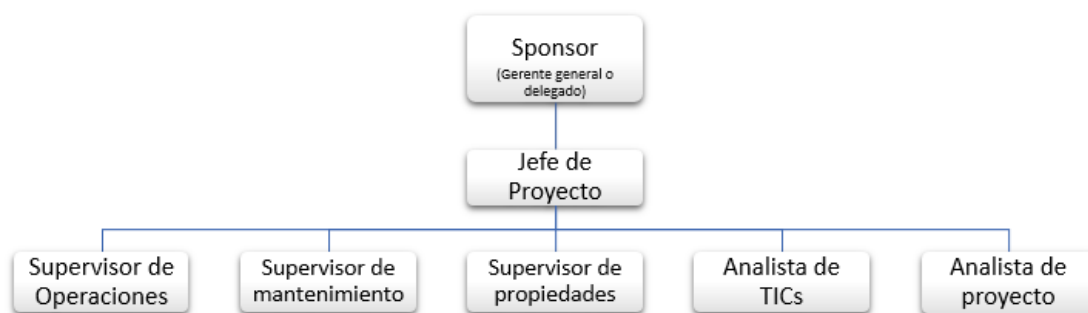 Sponsor
(Gerente general o
delegado)
Jefe de
Proyecto
Supervisor de
Operaciones
Supervisor de
mantenimiento
Supervisor de
propiedades
Analista de
TICs
Analista de
proyecto